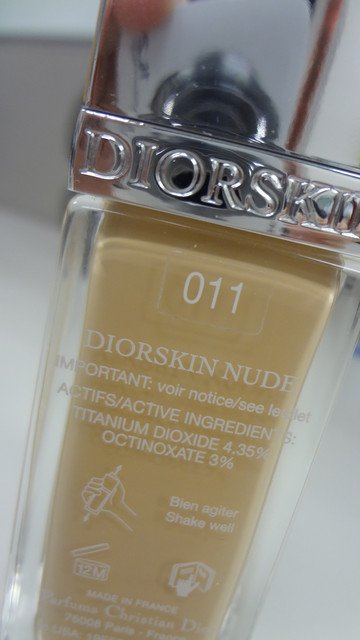 DIORSKIN
011
DIORSKIN NUDE
IMPORTANT: voir notice/see leaflet
ACTIFS/ACTIVE INGREDIENTS:
TITANIUM DIOXIDE 4.35%
OCTINOXATE 3%
Bien agiter
Shake well
12M
MADE IN FRANCE
Parfums Christian Dior
75008 Paris - France